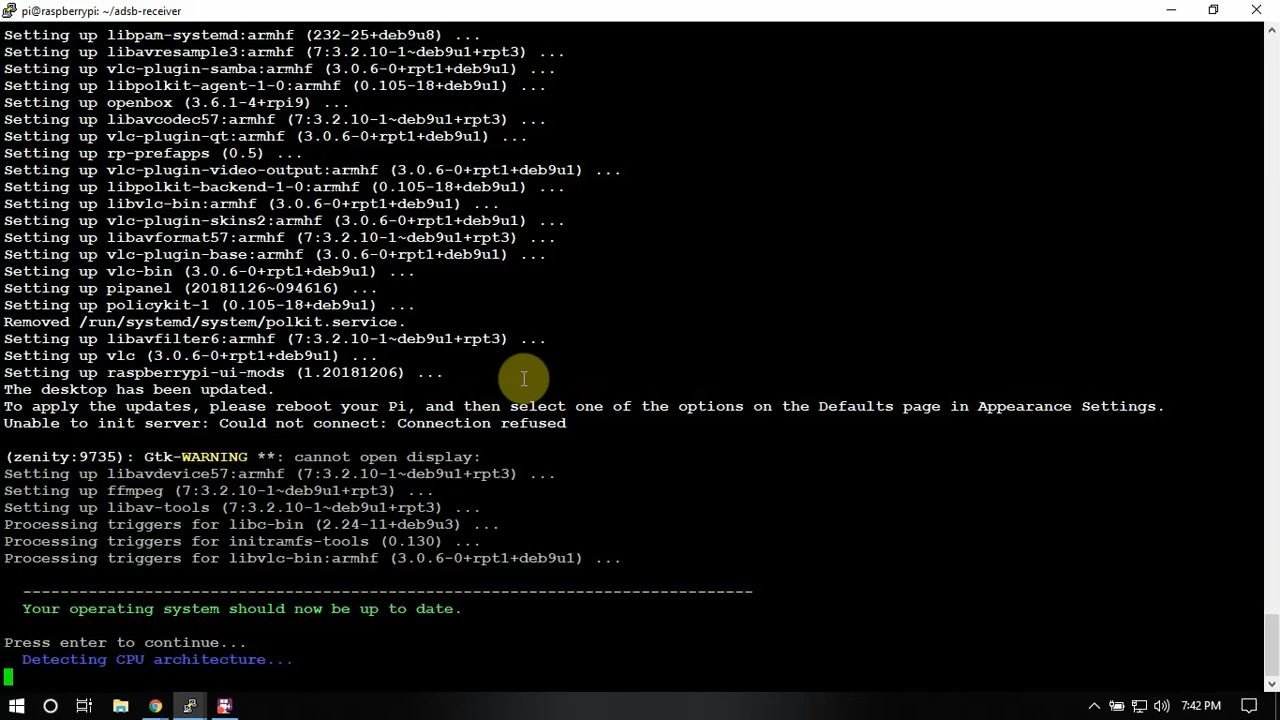 pi@raspberrypi: ~/adsb-receiver
Setting up libpam-systemd:armhf (232-25+deb9u8) ...
Setting up libavresample3:armhf (7:3.2.10-1~deb9u1+rpt3) ...
Setting up vlc-plugin-samba:armhf (3.0.6-0+rpt1+deb9u1) ...
Setting up libpolkit-agent-1-0:armhf (0.105-18+deb9u1) ...
Setting up openbox (3.6.1-4+rpi9) ...
Setting up libavcodec57:armhf (7:3.2.10-1~deb9u1+rpt3) ...
Setting up vlc-plugin-qt:armhf (3.0.6-0+rpt1+deb9u1) ...
Setting up rp-prefapps (0.5) ...
Setting up vlc-plugin-video-output:armhf (3.0.6-0+rpt1+deb9u1) ...
Setting up libpolkit-backend-1-0:armhf (0.105-18+deb9u1) ...
Setting up libvlc-bin:armhf (3.0.6-0+rpt1+deb9u1) ...
Setting up vlc-plugin-skins2:armhf (3.0.6-0+rpt1+deb9u1) ...
Setting up libavformat57:armhf (7:3.2.10-1~deb9u1+rpt3) ...
Setting up vlc-plugin-base:armhf (3.0.6-0+rpt1+deb9u1) ...
Setting up vlc-bin (3.0.6-0+rpt1+deb9u1) ...
Setting up pipanel (20181126~094616) ...
Setting up policykit-1 (0.105-18+deb9u1) ...
Removed /run/systemd/system/polkit.service.
Setting up libavfilter6:armhf (7:3.2.10-1~deb9u1+rpt3) ...
Setting up vlc (3.0.6-0+rpt1+deb9u1) ...
Setting up raspberrypi-ui-mods (1.20181206) ...
The desktop has been updated.
To apply the updates, please reboot your Pi, and then select one of the options on the Defaults page in Appearance Settings.
Unable to init server: Could not connect: Connection refused
(zenity:9735): Gtk-WARNING **: cannot open display:
Setting up libavdevice57:armhf (7:3.2.10-1~deb9u1+rpt3) ...
Setting up ffmpeg (7:3.2.10-1~deb9u1+rpt3) ...
Setting up libav-tools (7:3.2.10-1~deb9u1+rpt3) ...
Processing triggers for libc-bin (2.24-11+deb9u3) ...
Processing triggers for initramfs-tools (0.130) ...
Processing triggers for libvlc-bin:armhf (3.0.6-0+rpt1+deb9u1) ...
------------------------------------------------------------------------------
Your operating system should now be up to date.
Press enter to continue...
Detecting CPU architecture...
7:42 PM